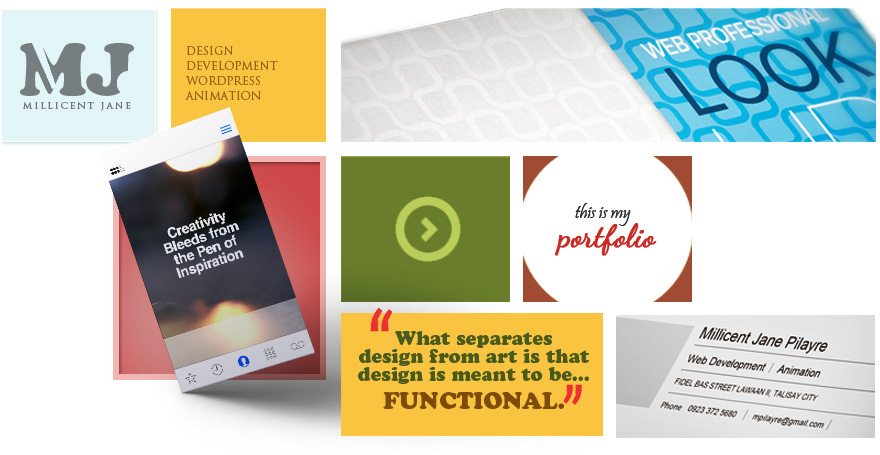 MJ
MILLICENT JANE
DESIGN
DEVELOPMENT
WORDPRESS
ANIMATION
WEB PROFESSIONAL
LOOK
Creativity
Bleeds from
the Pen of
Inspiration
this is my
portfolio
"What separates
design from art is that
design is meant to be...
FUNCTIONAL."
Millicent Jane Pilayre
Web Development / Animation
FIDEL BAS STREET LAWAAN II, TALISAY CITY
Phone 0923 372 5680 / mpilayre@gmail.com /